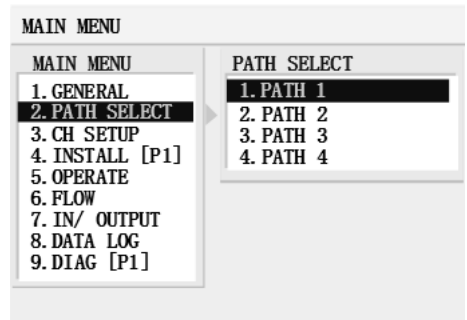 MAIN MENU
MAIN MENU
1. GENERAL
2. PATH SELECT
3. CH SETUP
4. INSTALL [P1]
5. OPERATE
6. FLOW
7. IN/ OUTPUT
8. DATA LOG
9. DIAG [P1]
PATH SELECT
1. PATH 1
2. PATH 2
3. PATH 3
4. PATH 4